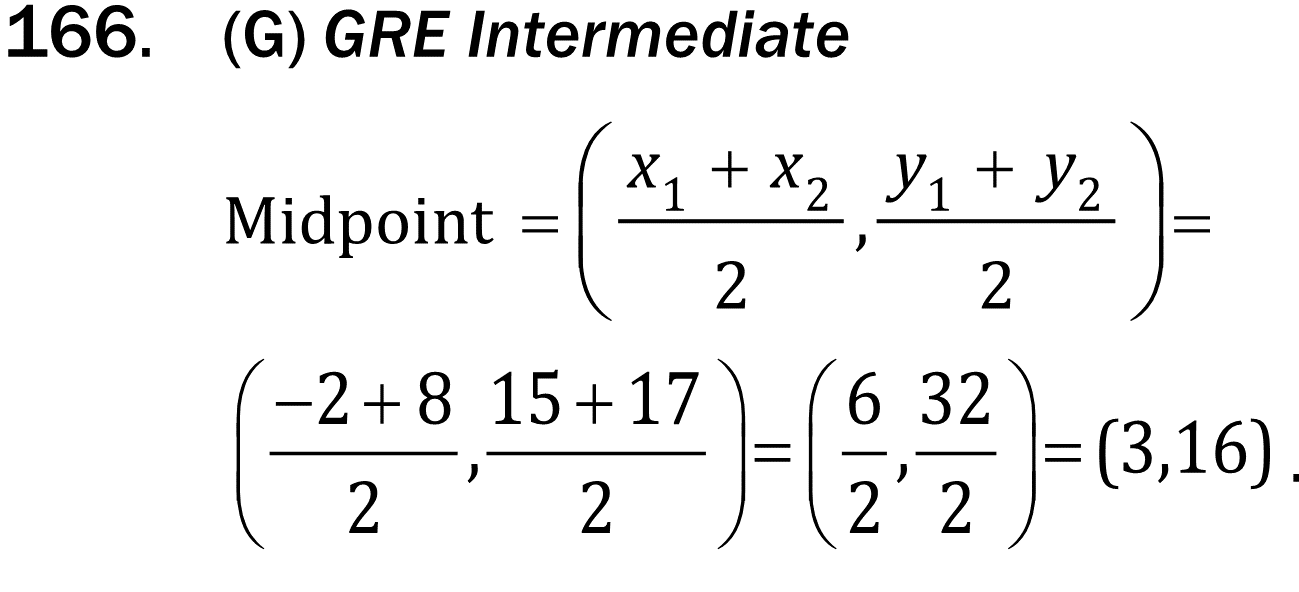 166. (G) GRE Intermediate
Midpoint = ( (x₁ + x₂)/2 , (y₁ + y₂)/2 ) =
( (−2 + 8)/2 , (15 + 17)/2 ) = ( 6/2 , 32/2 ) = (3,16) .